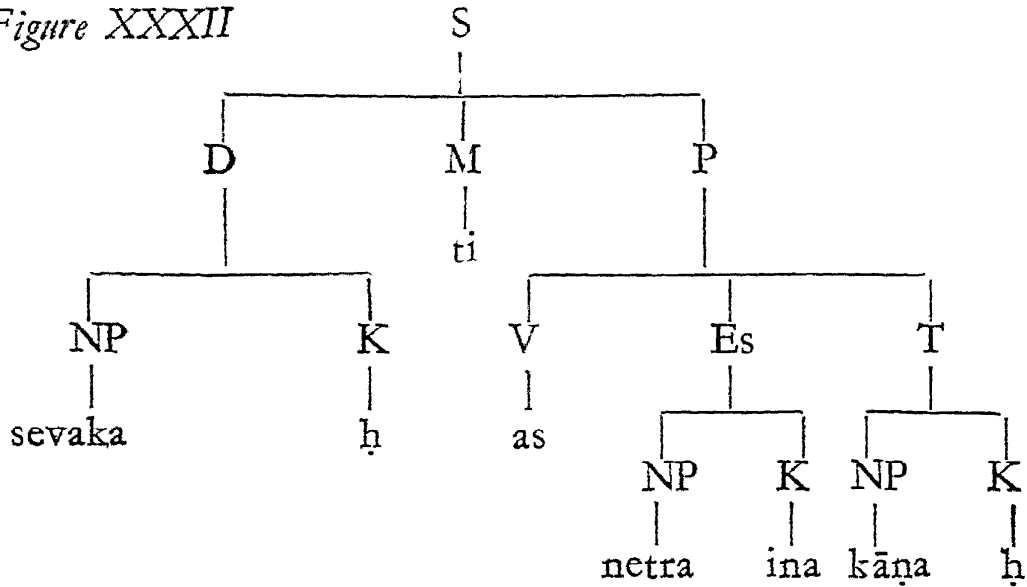 Figure XXXII S
D M P
ti
NP K V Es T
sevaka ḥ as
NP K NP K
netra ina kāṇa ḥ